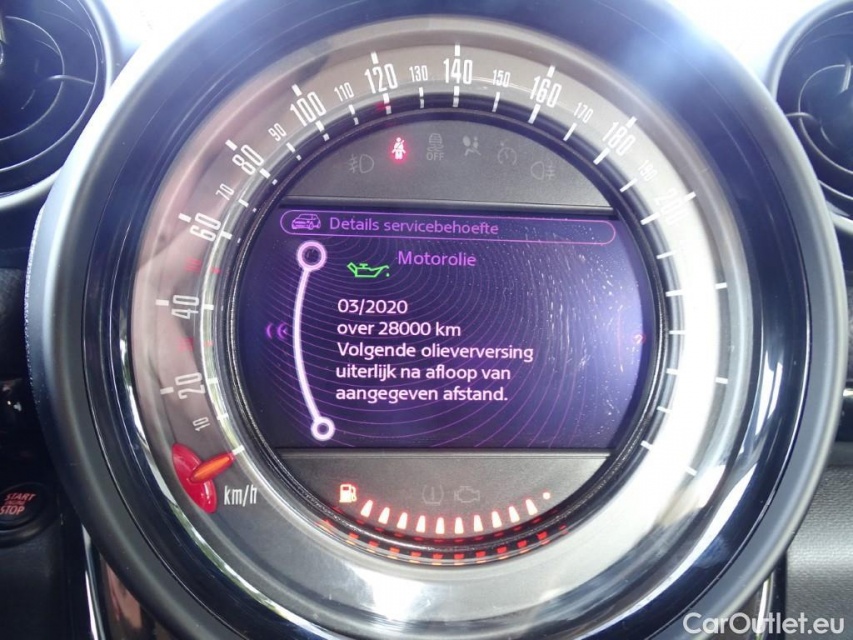 10
20
40
60
70
80
90
100
110
120
130
140
150
160
170
180
190
200
OFF
Details servicebehoefte
Motorolie
03/2020
over 28000 km
Volgende olieverversing
uiterlijk na afloop van
aangegeven afstand.
?
km/h
START
STOP
CarOutlet.eu